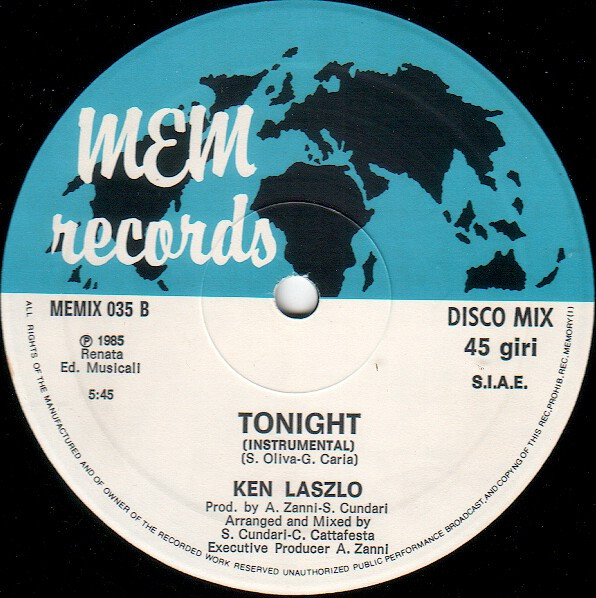 MEM
records
MEMIX 035 B
℗ 1985
Renata
Ed. Musicali
5:45
DISCO MIX
45 giri
S.I.A.E.
TONIGHT
(INSTRUMENTAL)
(S. Oliva-G. Caria)
KEN LASZLO
Prod. by A. Zanni-S. Cundari
Arranged and Mixed by
S. Cundari-C. Cattafesta
Executive Producer A. Zanni
ALL RIGHTS OF THE MANUFACTURED AND OF OWNER OF THE RECORDED WORK RESERVED UNAUTHORIZED PUBLIC PERFORMANCE BROADCAST, AND COPYNG OF THIS REC. PROHIB. REC. MEMORY (I)